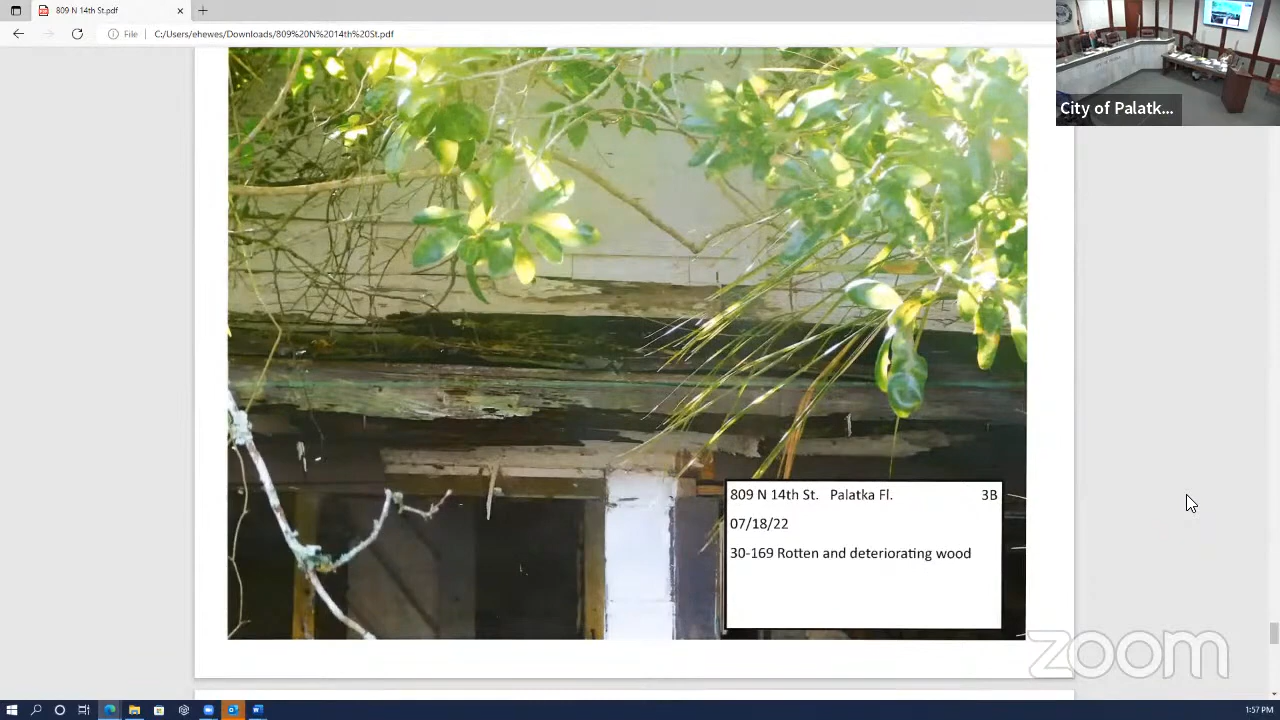 809 N 14th St.pdf
File
C:/Users/ehewes/Downloads/809%20N%2014th%20St.pdf
City of Palatk...
809 N 14th St. Palatka Fl. 3B
07/18/22
30-169 Rotten and deteriorating wood
zoom
1:57 PM